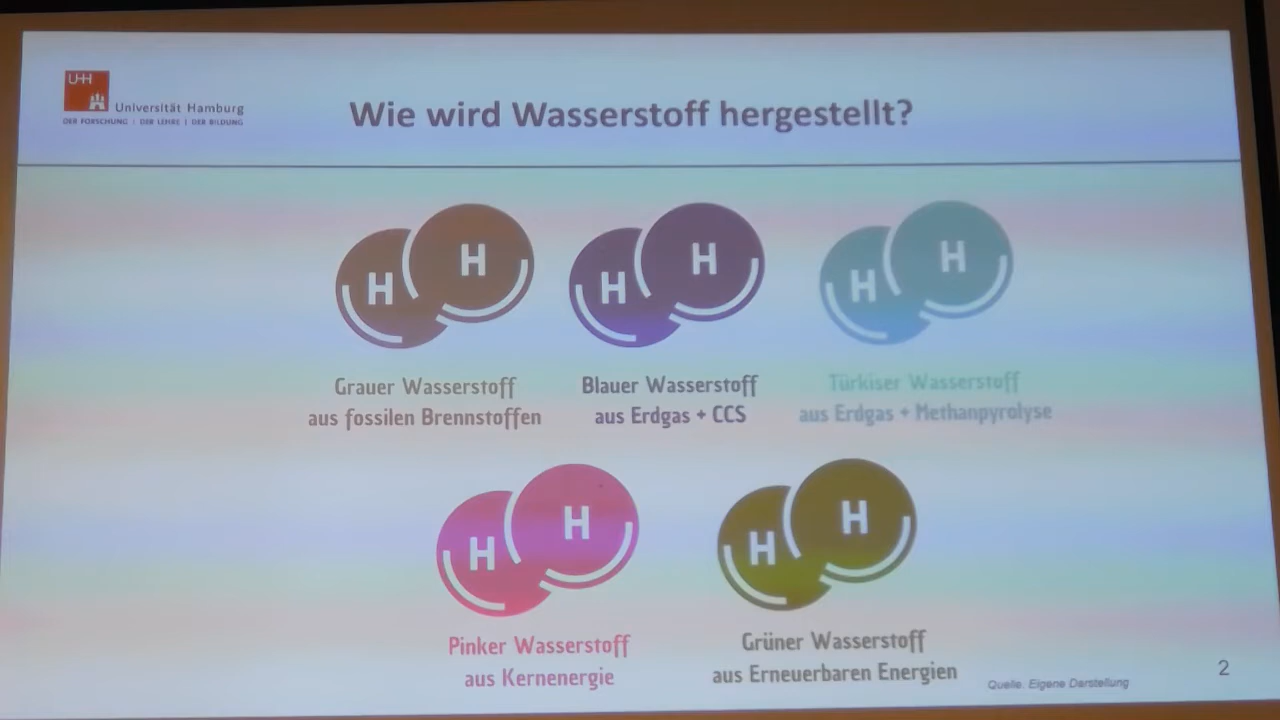 UHH
Universität Hamburg
DER FORSCHUNG | DER LEHRE | DER BILDUNG
Wie wird Wasserstoff hergestellt?
H H
H H
H H
Grauer Wasserstoff
aus fossilen Brennstoffen
Blauer Wasserstoff
aus Erdgas + CCS
Türkiser Wasserstoff
aus Erdgas + Methanpyrolyse
H H
H H
Pinker Wasserstoff
aus Kernenergie
Grüner Wasserstoff
aus Erneuerbaren Energien
Quelle. Eigene Darstellung
2